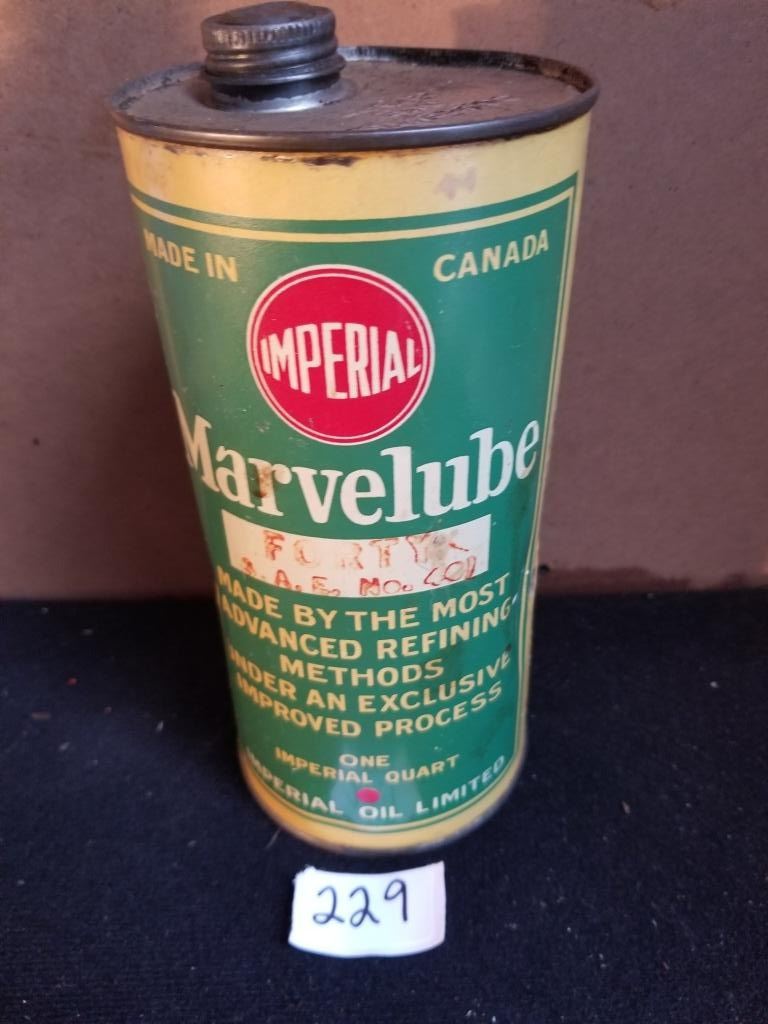 MADE IN CANADA
IMPERIAL
Marvelube
FORTY
S.A.E. NO. 40
MADE BY THE MOST
ADVANCED REFINING
METHODS
UNDER AN EXCLUSIVE
IMPROVED PROCESS
ONE
IMPERIAL QUART
IMPERIAL OIL LIMITED
229